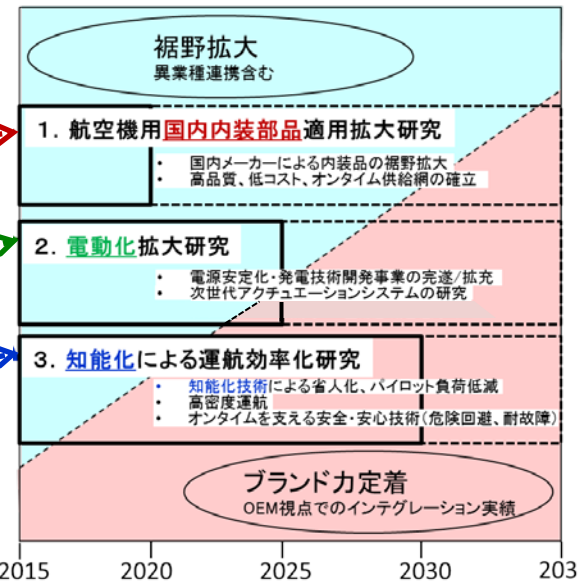 裾野拡大
異業種連携含む
1. 航空機用国内内装部品適用拡大研究
• 国内メーカーによる内装品の裾野拡大
• 高品質、低コスト、オンタイム供給網の確立
2. 電動化拡大研究
• 電源安定化・発電技術開発事業の完遂/拡充
• 次世代アクチュエーションシステムの研究
3. 知能化による運航効率化研究
• 知能化技術による省人化、パイロット負荷低減
• 高密度運航
• オンタイムを支える安全・安心技術(危険回避、耐故障)
ブランド力定着
OEM視点でのインテグレーション実績
2015 2020 2025 2030 203